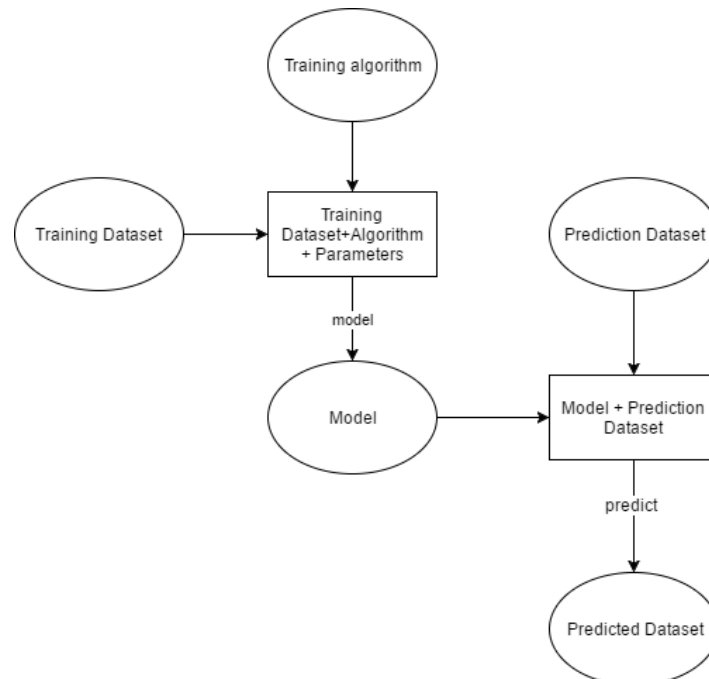 Training algorithm
Training Dataset
Training
Dataset+Algorithm
+ Parameters
Prediction Dataset
model
Model
Model + Prediction
Dataset
predict
Predicted Dataset